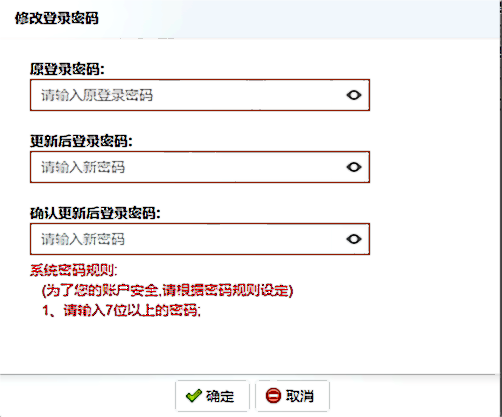 修改登录密码
原登录密码:
请输入原登录密码
更新后登录密码:
请输入新密码
确认更新后登录密码:
请输入新密码
系统密码规则:
(为了您的账户安全,请根据密码规则设定)
1、请输入7位以上的密码;
确定 取消